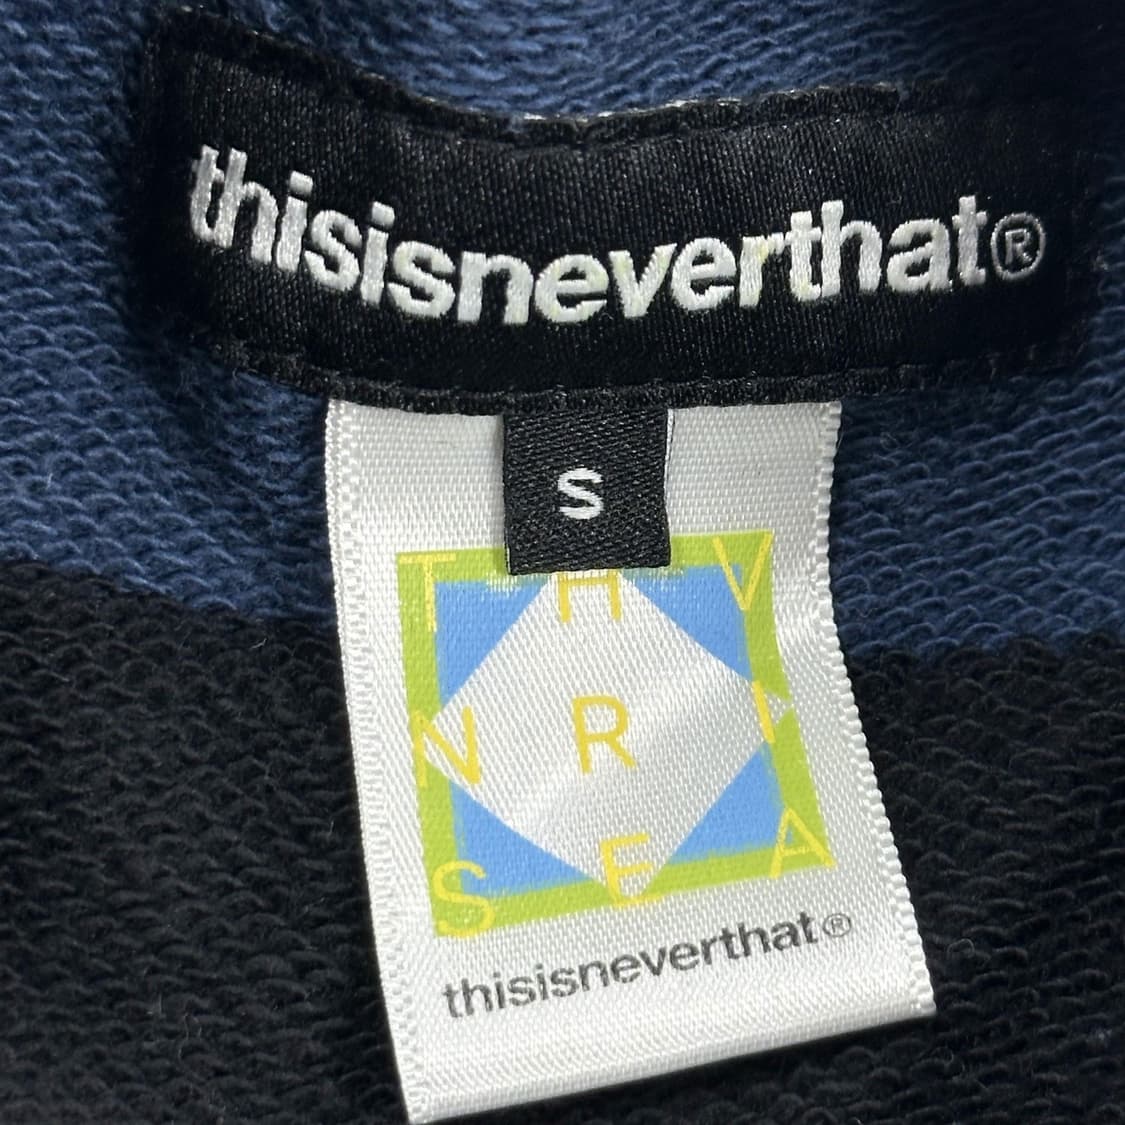 thisisneverthat®
S
T H V
N R I
S E A
thisisneverthat®